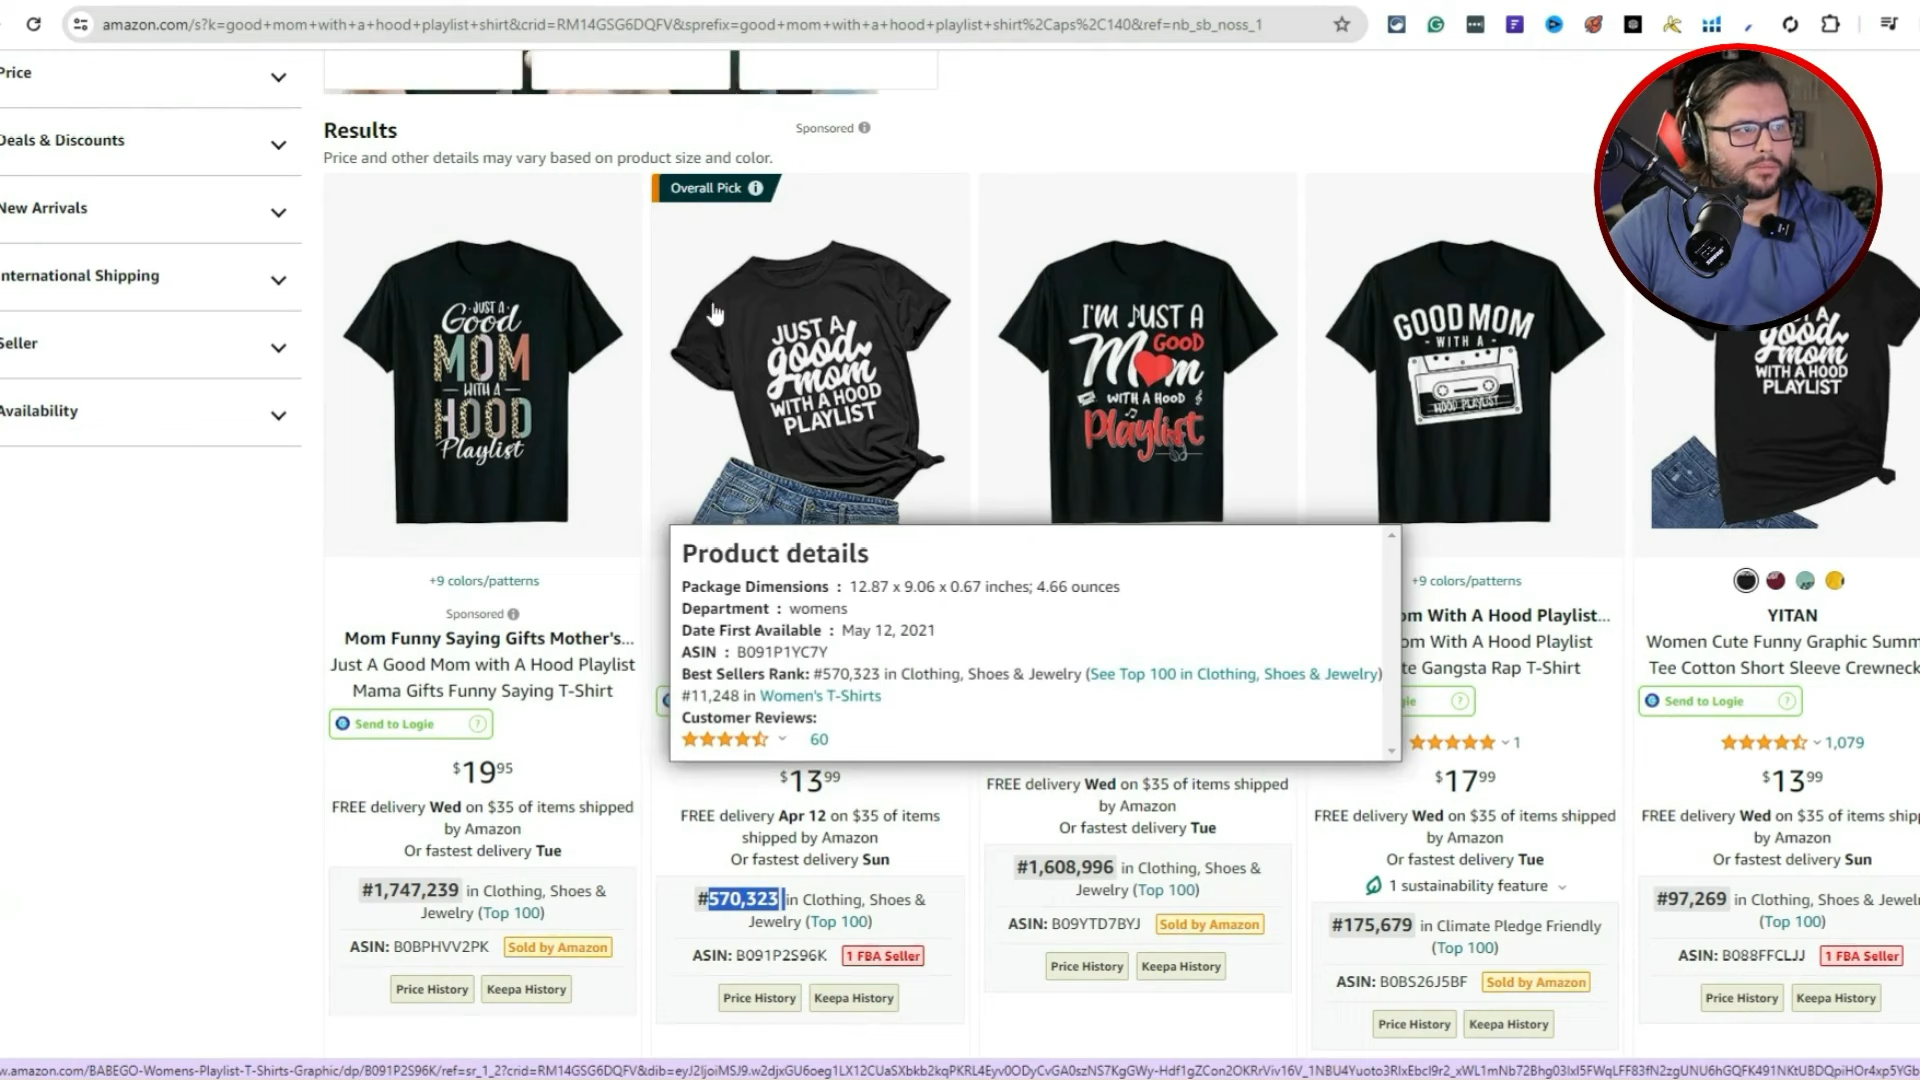 amazon.com/s?k=good+mom+with+a+hood+playlist+shirt&crid=RM14GSG6DQFV&sprefix=good+mom+with+a+hood+playlist+shirt%2Caps%2C140&ref=nb_sb_noss_1
Price
Deals & Discounts
New Arrivals
International Shipping
Seller
Availability
Results
Sponsored
Price and other details may vary based on product size and color.
Overall Pick
JUST A
Good
MOM
WITH A
HOOD
Playlist
JUST A
good
mom
WITH A HOOD
PLAYLIST
I'M JUST A
GOOD
Mom
WITH A HOOD
Playlist
GOOD MOM
- WITH A -
HOOD PLAYLIST
good
mom
WITH A HOOD
PLAYLIST
+9 colors/patterns
Sponsored
Mom Funny Saying Gifts Mother's...
Just A Good Mom with A Hood Playlist
Mama Gifts Funny Saying T-Shirt
Send to Logie
$19 95
FREE delivery Wed on $35 of items shipped
by Amazon
Or fastest delivery Tue
#1,747,239 in Clothing, Shoes &
Jewelry (Top 100)
ASIN: B0BPHVV2PK Sold by Amazon
Price History Keepa History
Product details
Package Dimensions : 12.87 x 9.06 x 0.67 inches; 4.66 ounces
Department : womens
Date First Available : May 12, 2021
ASIN : B091P1YC7Y
Best Sellers Rank: #570,323 in Clothing, Shoes & Jewelry (See Top 100 in Clothing, Shoes & Jewelry)
#11,248 in Women's T-Shirts
Customer Reviews:
60
$13 99
FREE delivery Apr 12 on $35 of items
shipped by Amazon
Or fastest delivery Sun
#570,323 in Clothing, Shoes &
Jewelry (Top 100)
ASIN: B091P2S96K 1 FBA Seller
Price History Keepa History
FREE delivery Wed on $35 of items shipped
by Amazon
Or fastest delivery Tue
#1,608,996 in Clothing, Shoes &
Jewelry (Top 100)
ASIN: B09YTD7BYJ Sold by Amazon
Price History Keepa History
+9 colors/patterns
om With A Hood Playlist...
om With A Hood Playlist
te Gangsta Rap T-Shirt
gie
1
$17 99
FREE delivery Wed on $35 of items shipped
by Amazon
Or fastest delivery Tue
1 sustainability feature
#175,679 in Climate Pledge Friendly
(Top 100)
ASIN: B0BS26J5BF Sold by Amazon
Price History Keepa History
YITAN
Women Cute Funny Graphic Summ
Tee Cotton Short Sleeve Crewneck
Send to Logie
1,079
$13 99
FREE delivery Wed on $35 of items shipp
by Amazon
Or fastest delivery Sun
#97,269 in Clothing, Shoes & Jewel
(Top 100)
ASIN: B088FFCLJJ 1 FBA Seller
Price History Keepa History